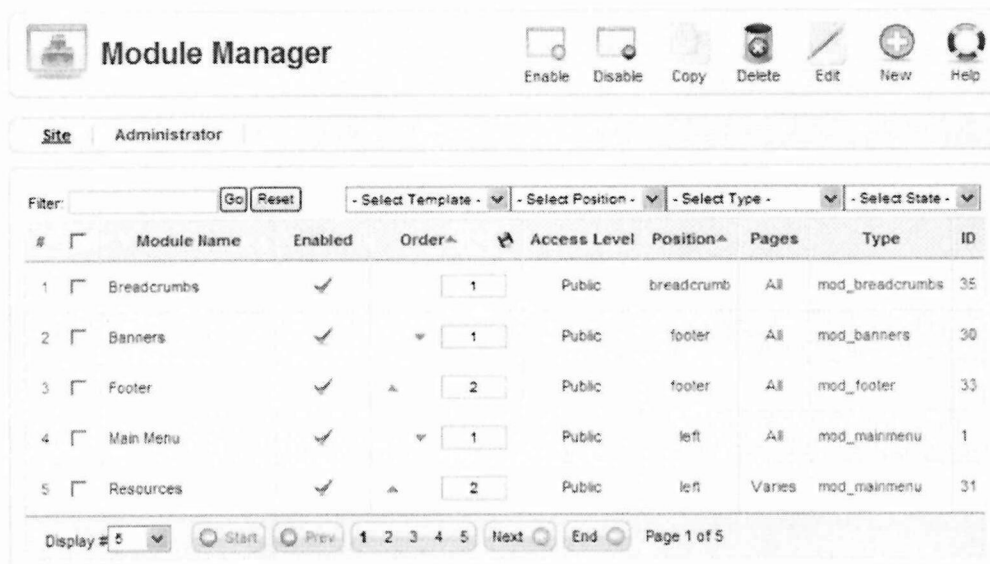 Module Manager
Enable Disable Copy Delete Edit New Help
Site Administrator
Filter: Go Reset - Select Template - - Select Position - - Select Type - - Select State -
# Module Name Enabled Order Access Level Position Pages Type ID
1 Breadcrumbs 1 Public breadcrumb All mod_breadcrumbs 35
2 Banners 1 Public footer All mod_banners 30
3 Footer 2 Public footer All mod_footer 33
4 Main Menu 1 Public left All mod_mainmenu 1
5 Resources 2 Public left Varies mod_mainmenu 31
Display # 5 Start Prev 1 2 3 4 5 Next End Page 1 of 5